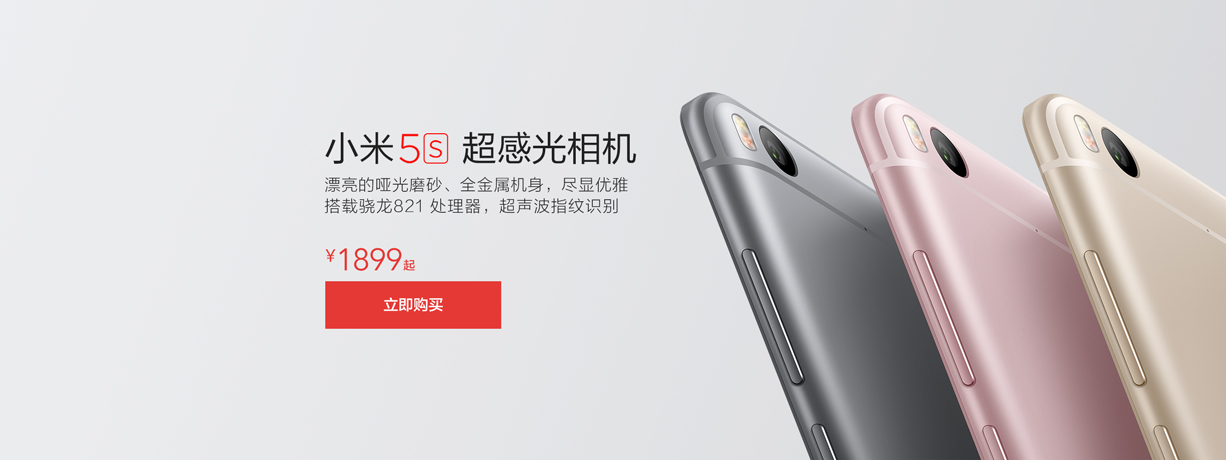 小米5S 超感光相机
漂亮的哑光磨砂、全金属机身，尽显优雅
搭载骁龙821 处理器，超声波指纹识别
¥1899起
立即购买